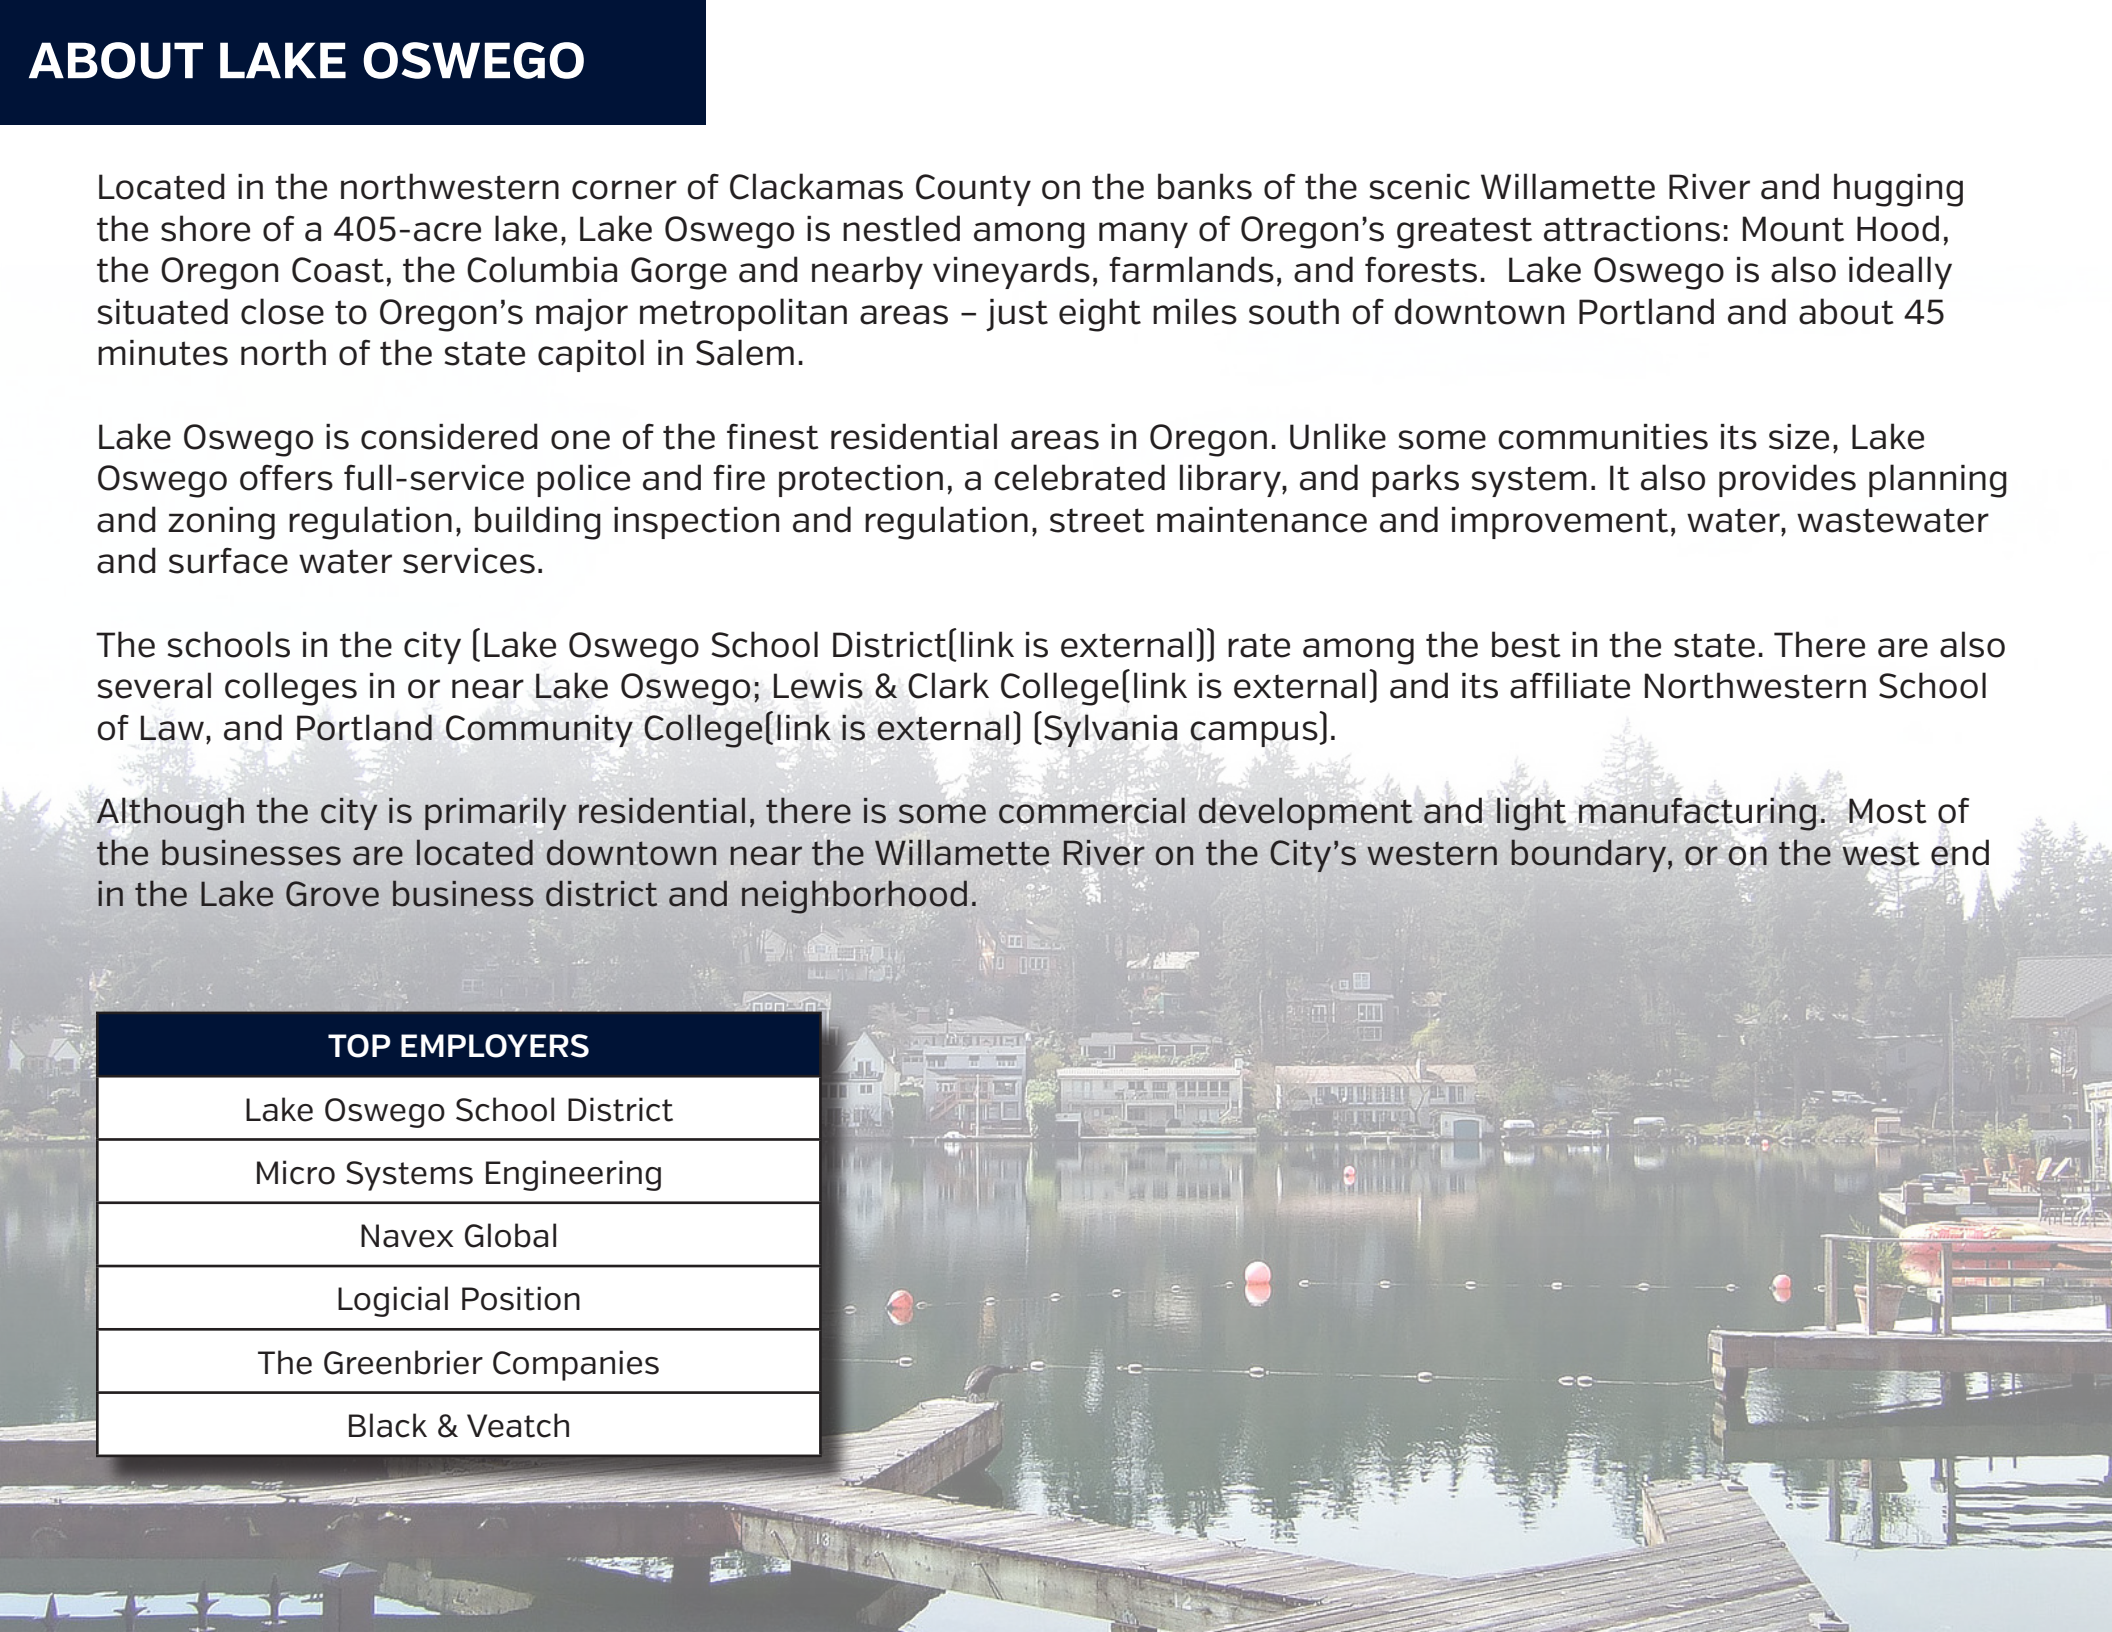 ABOUT LAKE OSWEGO
Located in the northwestern corner of Clackamas County on the banks of the scenic Willamette River and hugging
the shore of a 405-acre lake, Lake Oswego is nestled among many of Oregon’s greatest attractions: Mount Hood,
the Oregon Coast, the Columbia Gorge and nearby vineyards, farmlands, and forests.  Lake Oswego is also ideally
situated close to Oregon’s major metropolitan areas – just eight miles south of downtown Portland and about 45
minutes north of the state capitol in Salem.
Lake Oswego is considered one of the finest residential areas in Oregon. Unlike some communities its size, Lake
Oswego offers full-service police and fire protection, a celebrated library, and parks system. It also provides planning
and zoning regulation, building inspection and regulation, street maintenance and improvement, water, wastewater
and surface water services.
The schools in the city (Lake Oswego School District(link is external)) rate among the best in the state. There are also
several colleges in or near Lake Oswego; Lewis & Clark College(link is external) and its affiliate Northwestern School
of Law, and Portland Community College(link is external) (Sylvania campus).
Although the city is primarily residential, there is some commercial development and light manufacturing.  Most of
the businesses are located downtown near the Willamette River on the City’s western boundary, or on the west end
in the Lake Grove business district and neighborhood.
TOP EMPLOYERS
Lake Oswego School District
Micro Systems Engineering
Navex Global
Logicial Position
The Greenbrier Companies
Black & Veatch
13
12